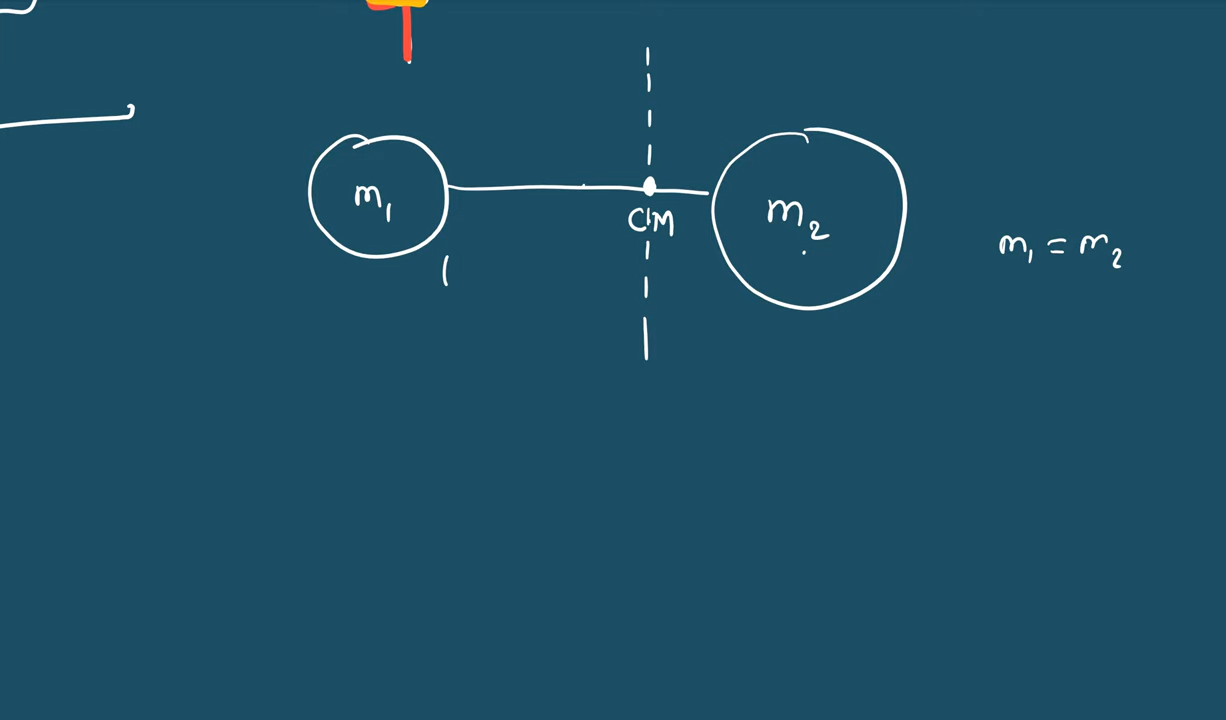 m₁
CM
m₂
m₁ = m₂